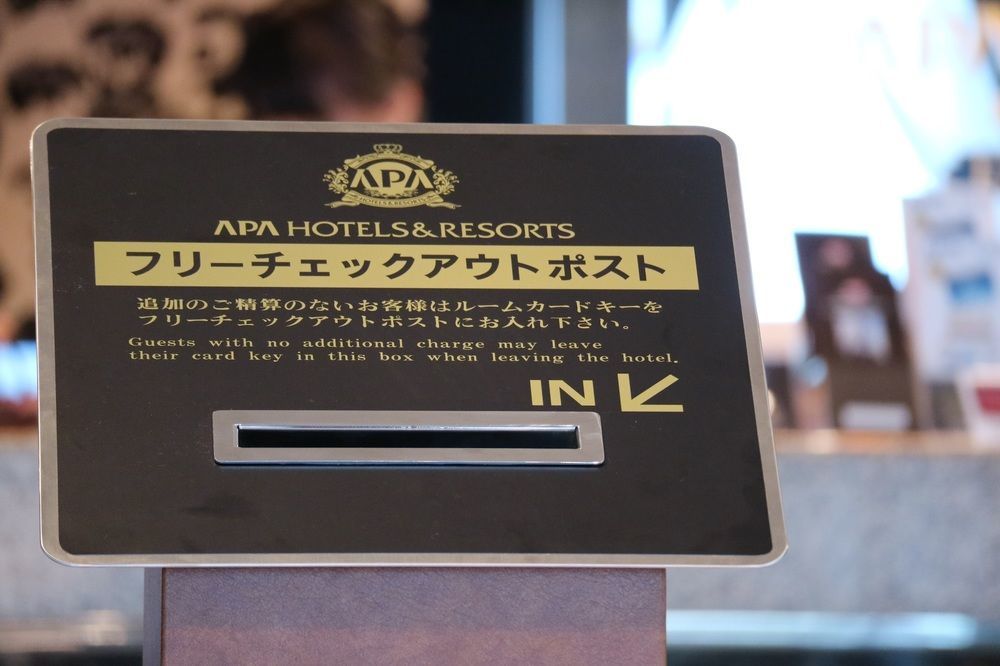 APA
HOTELS&RESORTS
APA HOTELS&RESORTS
フリーチェックアウトポスト
追加のご精算のないお客様はルームカードキーを
フリーチェックアウトポストにお入れ下さい。
Guests with no additional charge may leave
their card key in this box when leaving the hotel.
IN